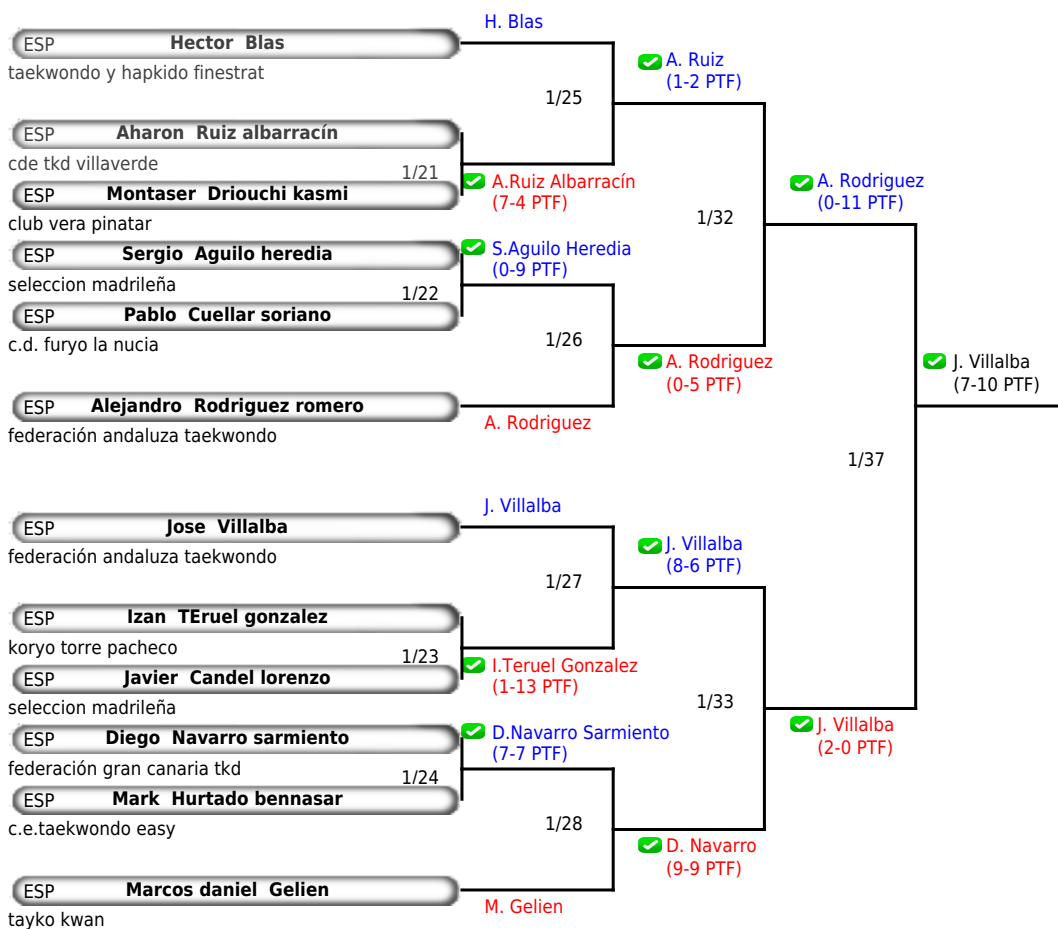 H. Blas
ESP Hector Blas
taekwondo y hapkido finestrat
A. Ruiz
(1-2 PTF)
1/25
ESP Aharon Ruiz albarracín
cde tkd villaverde
1/21
A.Ruiz Albarracín
(7-4 PTF)
ESP Montaser Driouchi kasmi
club vera pinatar
A. Rodriguez
(0-11 PTF)
1/32
ESP Sergio Aguilo heredia
seleccion madrileña
S.Aguilo Heredia
(0-9 PTF)
1/22
ESP Pablo Cuellar soriano
c.d. furyo la nucia
1/26
A. Rodriguez
(0-5 PTF)
J. Villalba
(7-10 PTF)
ESP Alejandro Rodriguez romero
federación andaluza taekwondo
A. Rodriguez
1/37
J. Villalba
ESP Jose Villalba
federación andaluza taekwondo
J. Villalba
(8-6 PTF)
1/27
ESP Izan TEruel gonzalez
koryo torre pacheco
1/23
I.Teruel Gonzalez
(1-13 PTF)
ESP Javier Candel lorenzo
seleccion madrileña
1/33
J. Villalba
(2-0 PTF)
ESP Diego Navarro sarmiento
federación gran canaria tkd
D.Navarro Sarmiento
(7-7 PTF)
1/24
ESP Mark Hurtado bennasar
c.e.taekwondo easy
1/28
D. Navarro
(9-9 PTF)
ESP Marcos daniel Gelien
tayko kwan
M. Gelien